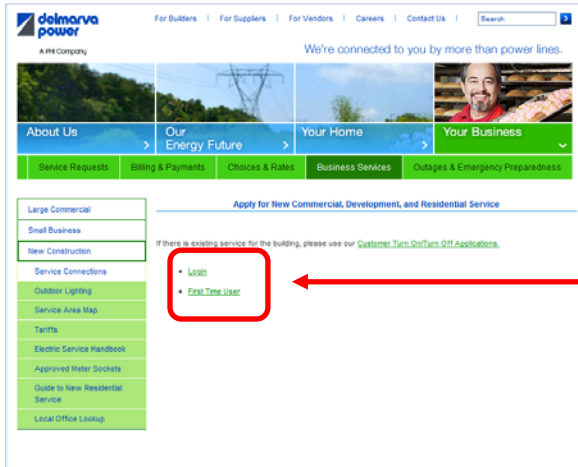 delmarva
power
A PHI Company
For Builders | For Suppliers | For Vendors | Careers | Contact Us | Search
We're connected to you by more than power lines.
About Us
Our
Energy Future
Your Home
Your Business
Service Requests Billing & Payments Choices & Rates Business Services Outages & Emergency Preparedness
Large Commercial
Small Business
New Construction
Service Connections
Outdoor Lighting
Service Area Map
Tariffs
Electric Service Handbook
Approved Meter Sockets
Guide to New Residential
Service
Local Office Lookup
Apply for New Commercial, Development, and Residential Service
If there is existing service for the building, please use our Customer Turn On/Turn Off Applications.
Login
First Time User